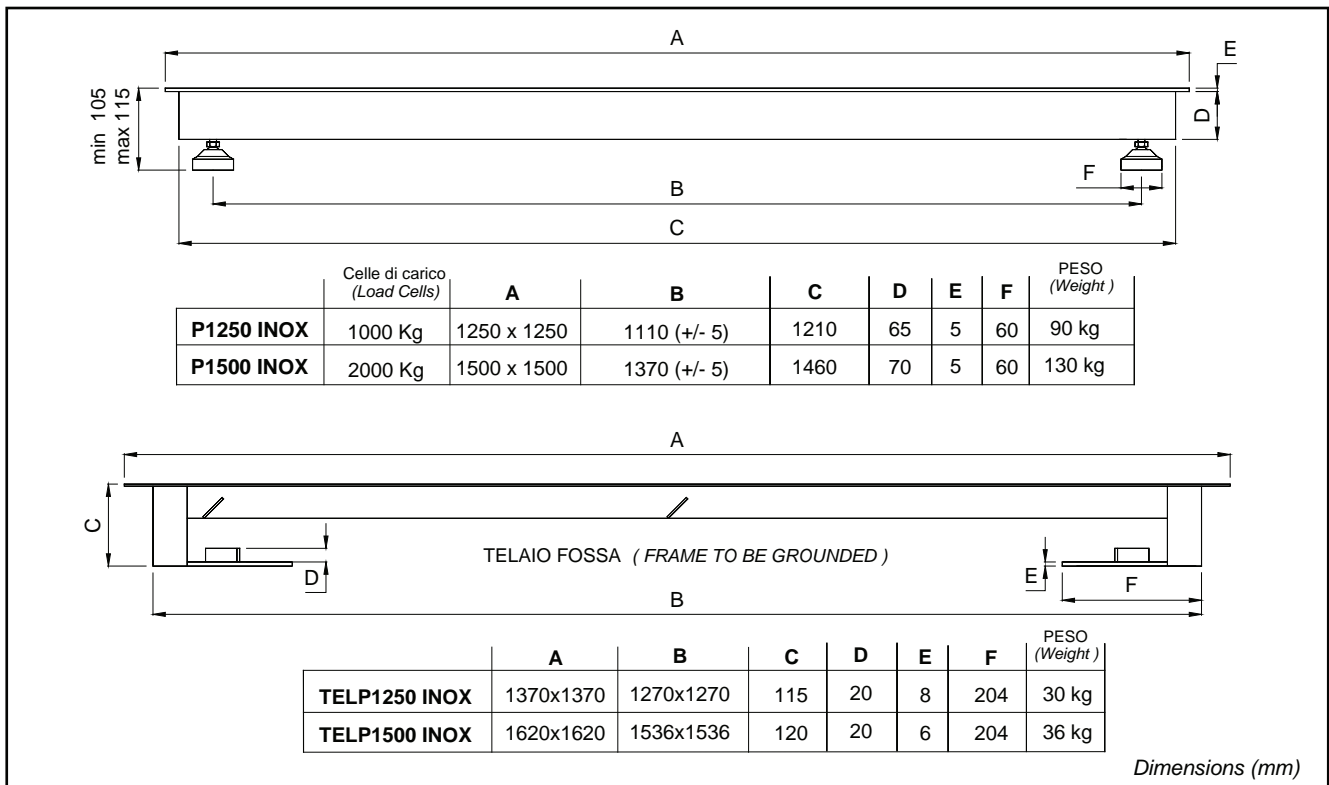 A
E
min 105
max 115
D
F
B
C
Celle di carico (Load Cells) A B C D E F PESO (Weight )
P1250 INOX 1000 Kg 1250 x 1250 1110 (+/- 5) 1210 65 5 60 90 kg
P1500 INOX 2000 Kg 1500 x 1500 1370 (+/- 5) 1460 70 5 60 130 kg
A
C
TELAIO FOSSA ( FRAME TO BE GROUNDED )
D
E
F
B
A B C D E F PESO (Weight )
TELP1250 INOX 1370x1370 1270x1270 115 20 8 204 30 kg
TELP1500 INOX 1620x1620 1536x1536 120 20 6 204 36 kg
Dimensions (mm)